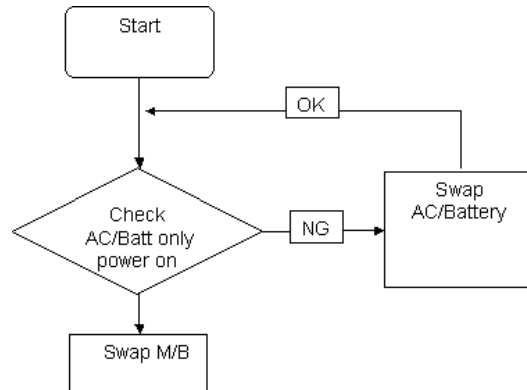 Start
OK
Check
AC/Batt only
power on
NG
Swap
AC/Battery
Swap M/B